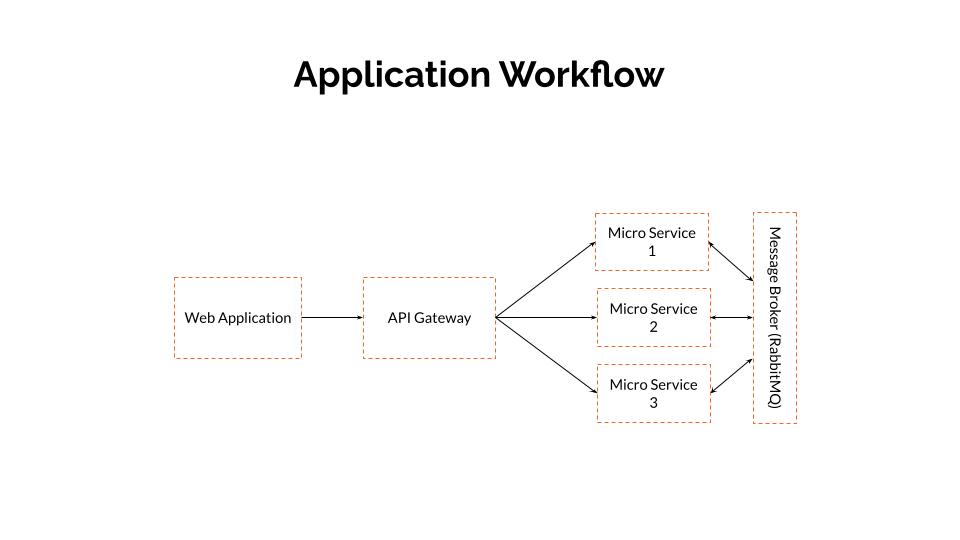 Application Workflow
Web Application
API Gateway
Micro Service
1
Micro Service
2
Micro Service
3
Message Broker (RabbitMQ)